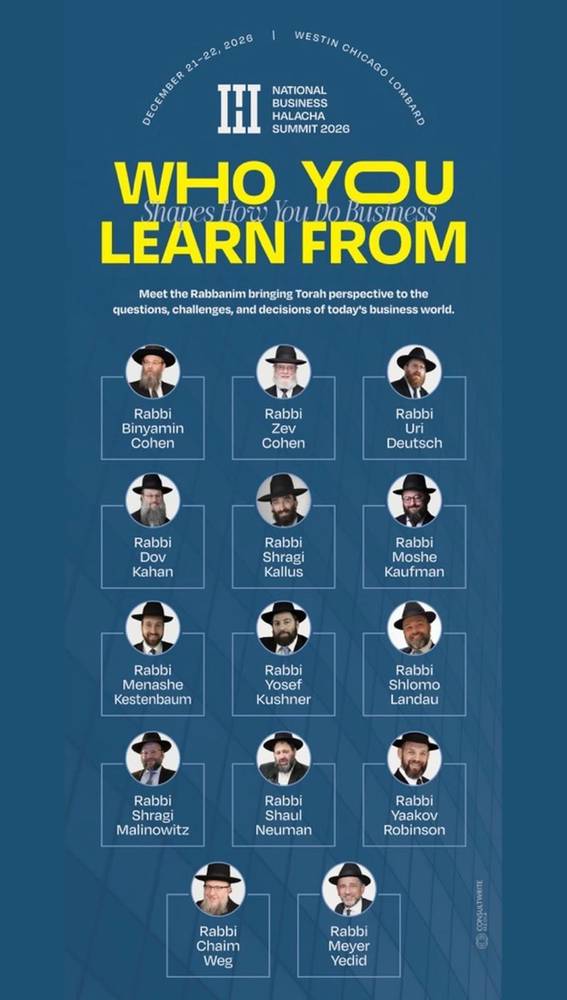 DECEMBER 21–22, 2026 | WESTIN CHICAGO LOMBARD
NATIONAL
BUSINESS
HALACHA
SUMMIT 2026
WHO YOU
Shapes How You Do Business
LEARN FROM
Meet the Rabbanim bringing Torah perspective to the
questions, challenges, and decisions of today's business world.
Rabbi
Binyamin
Cohen
Rabbi
Zev
Cohen
Rabbi
Uri
Deutsch
Rabbi
Dov
Kahan
Rabbi
Shragi
Kallus
Rabbi
Moshe
Kaufman
Rabbi
Menashe
Kestenbaum
Rabbi
Yosef
Kushner
Rabbi
Shlomo
Landau
Rabbi
Shragi
Malinowitz
Rabbi
Shaul
Neuman
Rabbi
Yaakov
Robinson
Rabbi
Chaim
Weg
Rabbi
Meyer
Yedid
CONSULTWRITE
MEDIA